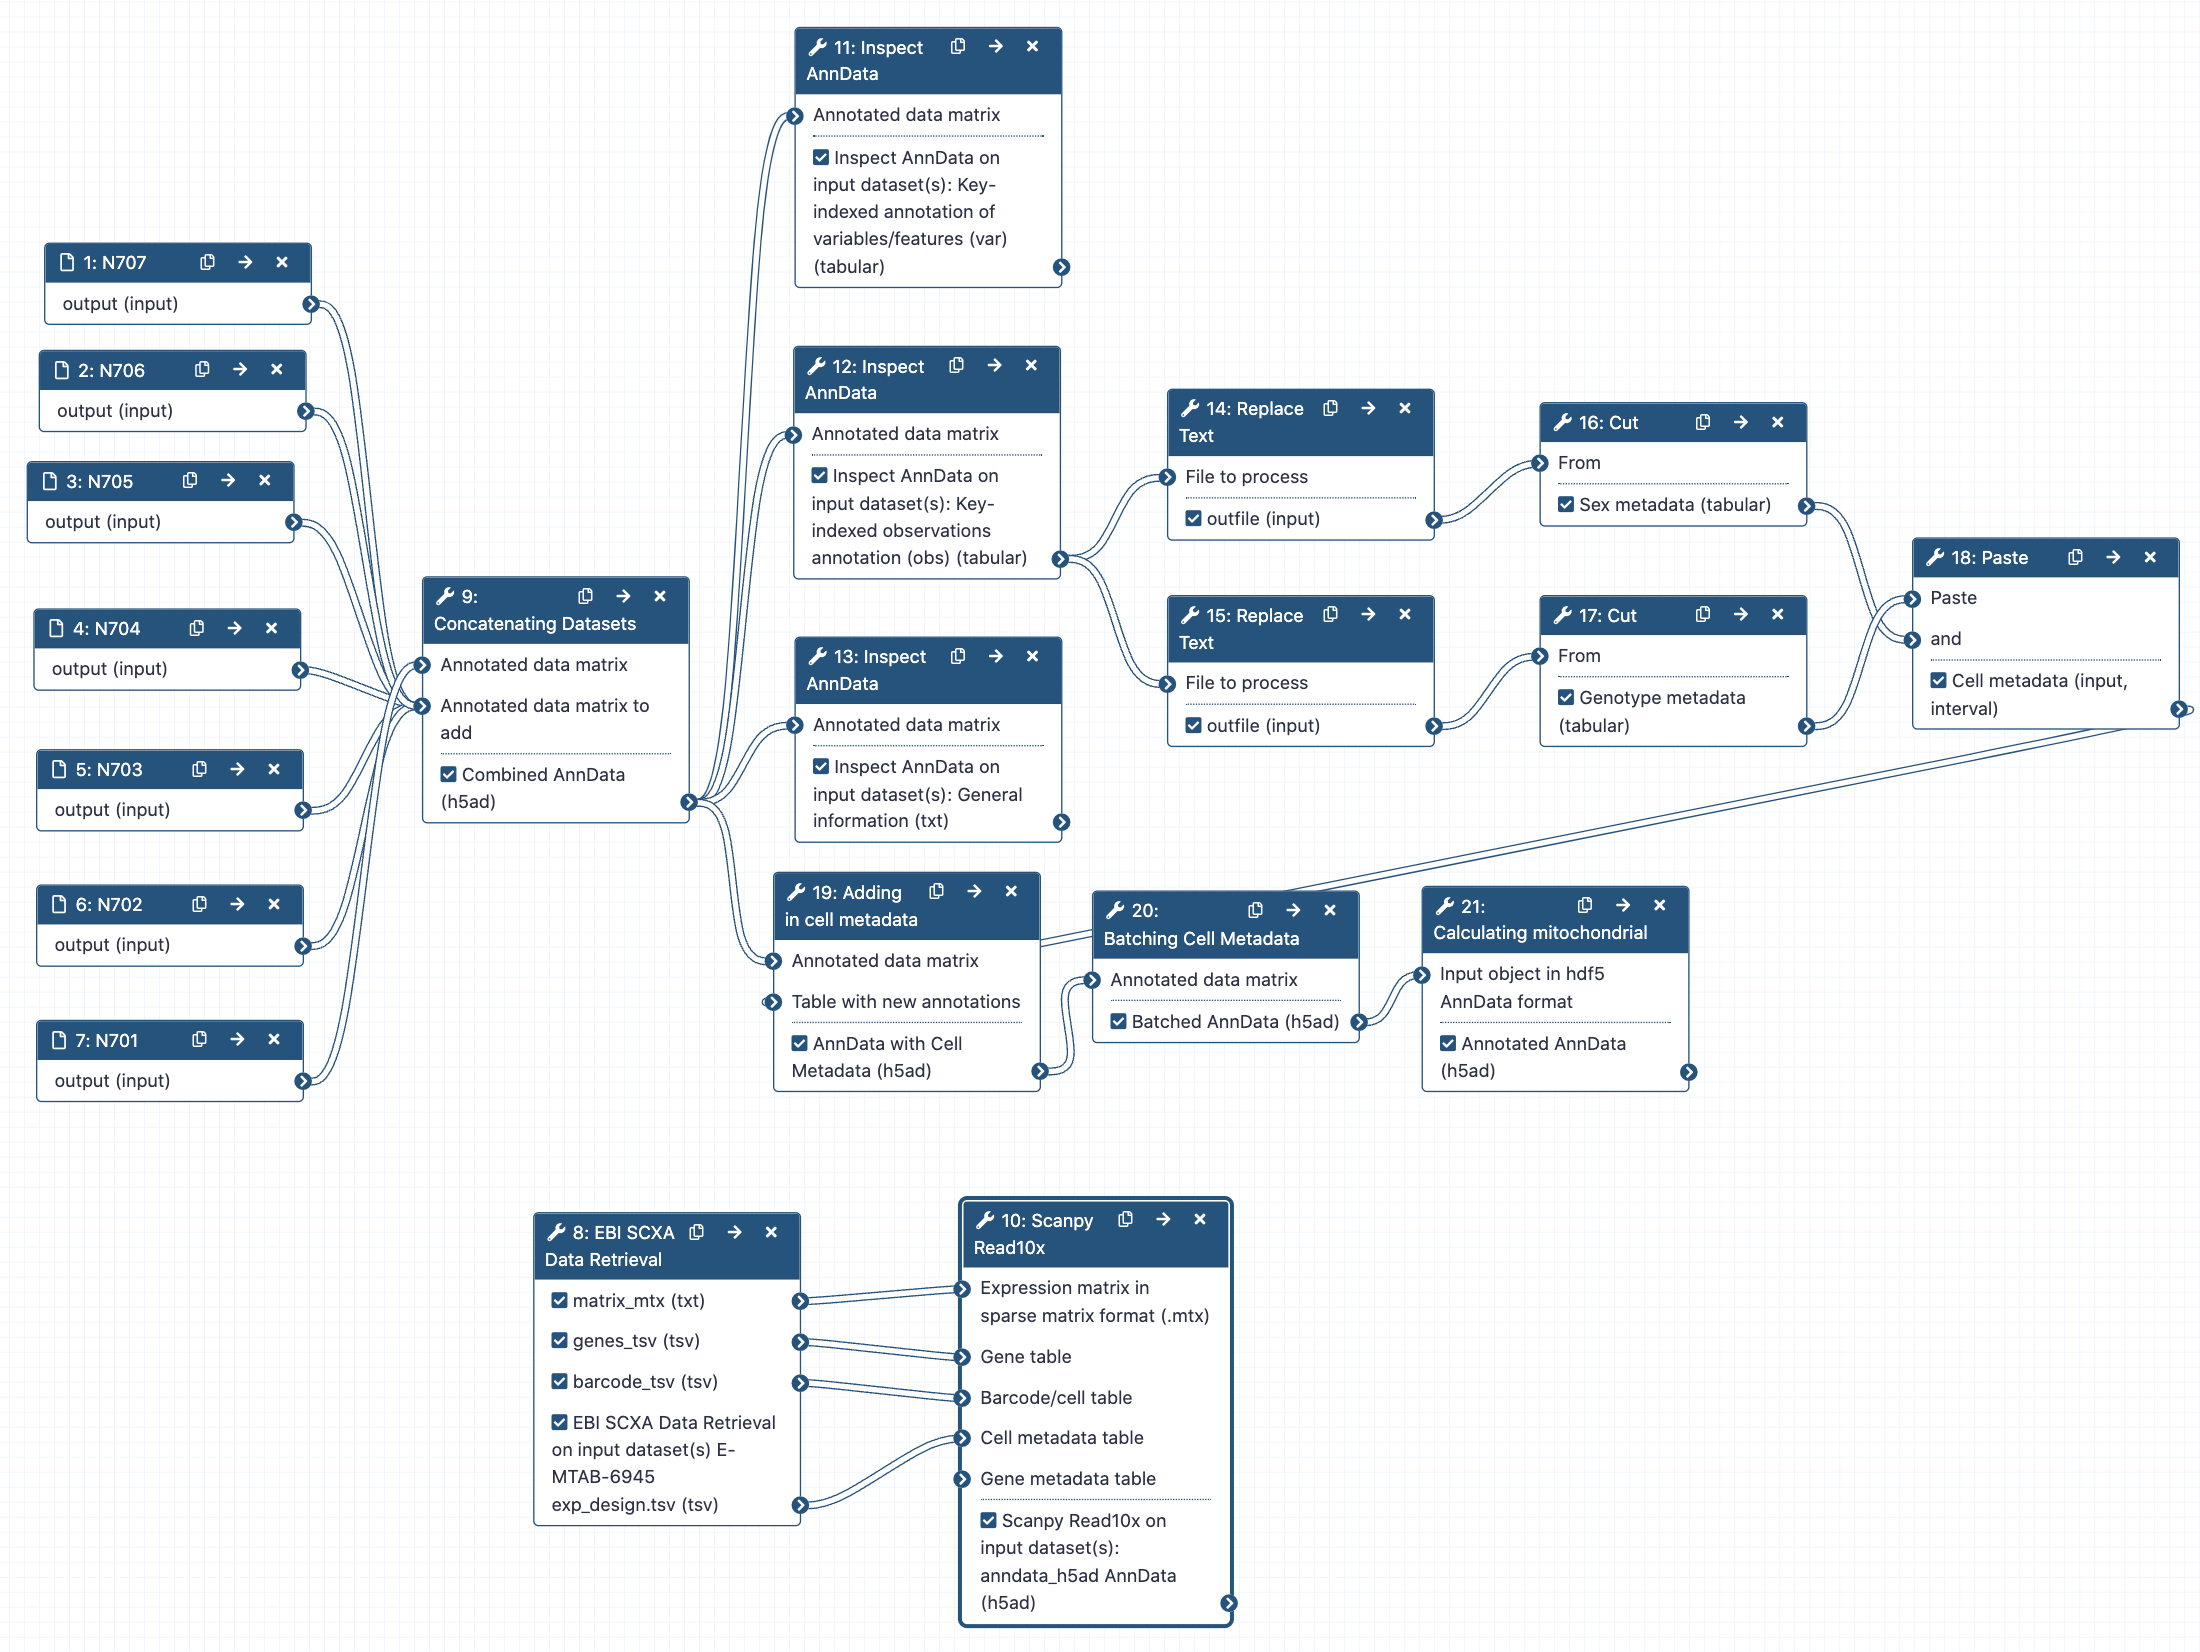 1: N707
output (input)
2: N706
output (input)
3: N705
output (input)
4: N704
output (input)
5: N703
output (input)
6: N702
output (input)
7: N701
output (input)
9:
Concatenating Datasets
Annotated data matrix
Annotated data matrix to
add
Combined AnnData
(h5ad)
11: Inspect
AnnData
Annotated data matrix
Inspect AnnData on
input dataset(s): Key-
indexed annotation of
variables/features (var)
(tabular)
12: Inspect
AnnData
Annotated data matrix
Inspect AnnData on
input dataset(s): Key-
indexed observations
annotation (obs) (tabular)
13: Inspect
AnnData
Annotated data matrix
Inspect AnnData on
input dataset(s): General
information (txt)
14: Replace
Text
File to process
outfile (input)
15: Replace
Text
File to process
outfile (input)
16: Cut
From
Sex metadata (tabular)
17: Cut
From
Genotype metadata
(tabular)
18: Paste
Paste
and
Cell metadata (input,
interval)
19: Adding
in cell metadata
Annotated data matrix
Table with new annotations
AnnData with Cell
Metadata (h5ad)
20:
Batching Cell Metadata
Annotated data matrix
Batched AnnData (h5ad)
21:
Calculating mitochondrial
Input object in hdf5
AnnData format
Annotated AnnData
(h5ad)
8: EBI SCXA
Data Retrieval
matrix_mtx (txt)
genes_tsv (tsv)
barcode_tsv (tsv)
EBI SCXA Data Retrieval
on input dataset(s) E-
MTAB-6945
exp_design.tsv (tsv)
10: Scanpy
Read10x
Expression matrix in
sparse matrix format (.mtx)
Gene table
Barcode/cell table
Cell metadata table
Gene metadata table
Scanpy Read10x on
input dataset(s):
anndata_h5ad AnnData
(h5ad)